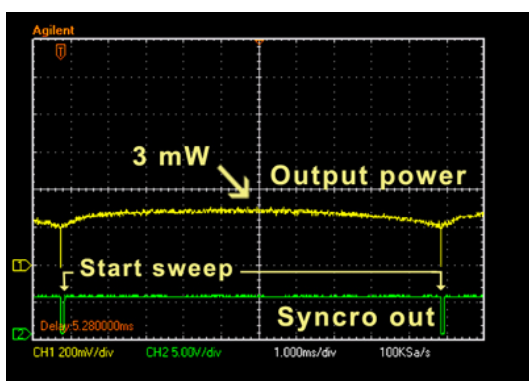 Agilent
T
3 mW
Output power
1
Start sweep
Syncro out
Delay:5.280000ms
2
CH1 200mV/div CH2 5.00V/div 1.000ms/div 100KSa/s